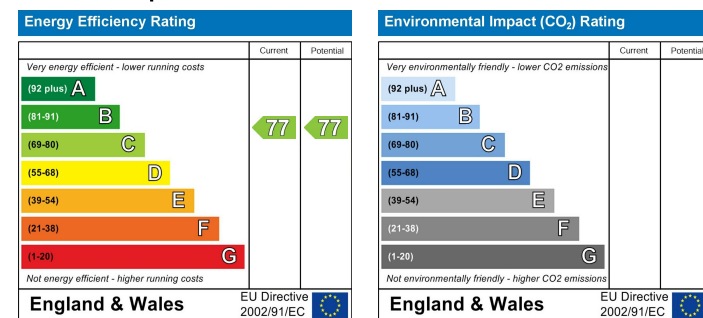 Energy Efficiency Rating
Current Potential
Very energy efficient - lower running costs
(92 plus) A
(81-91) B
77 77
(69-80) C
(55-68) D
(39-54) E
(21-38) F
(1-20) G
Not energy efficient - higher running costs
England & Wales
EU Directive
2002/91/EC
Environmental Impact (CO2) Rating
Current Potential
Very environmentally friendly - lower CO2 emissions
(92 plus) A
(81-91) B
(69-80) C
(55-68) D
(39-54) E
(21-38) F
(1-20) G
Not environmentally friendly - higher CO2 emissions
England & Wales
EU Directive
2002/91/EC